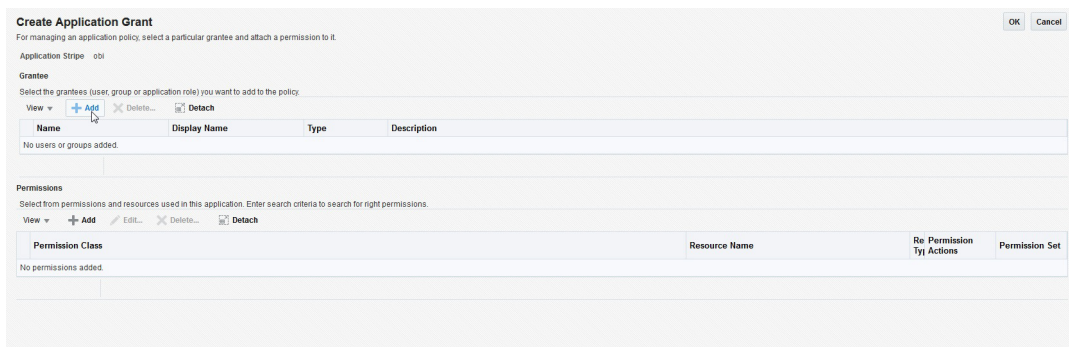 Create Application Grant
OK Cancel
For managing an application policy, select a particular grantee and attach a permission to it.
Application Stripe obi
Grantee
Select the grantees (user, group or application role) you want to add to the policy.
View Add Delete... Detach
Name Display Name Type Description
No users or groups added.
Permissions
Select from permissions and resources used in this application. Enter search criteria to search for right permissions.
View Add Edit... Delete... Detach
Permission Class Resource Name Re Typ Permission Actions Permission Set
No permissions added.